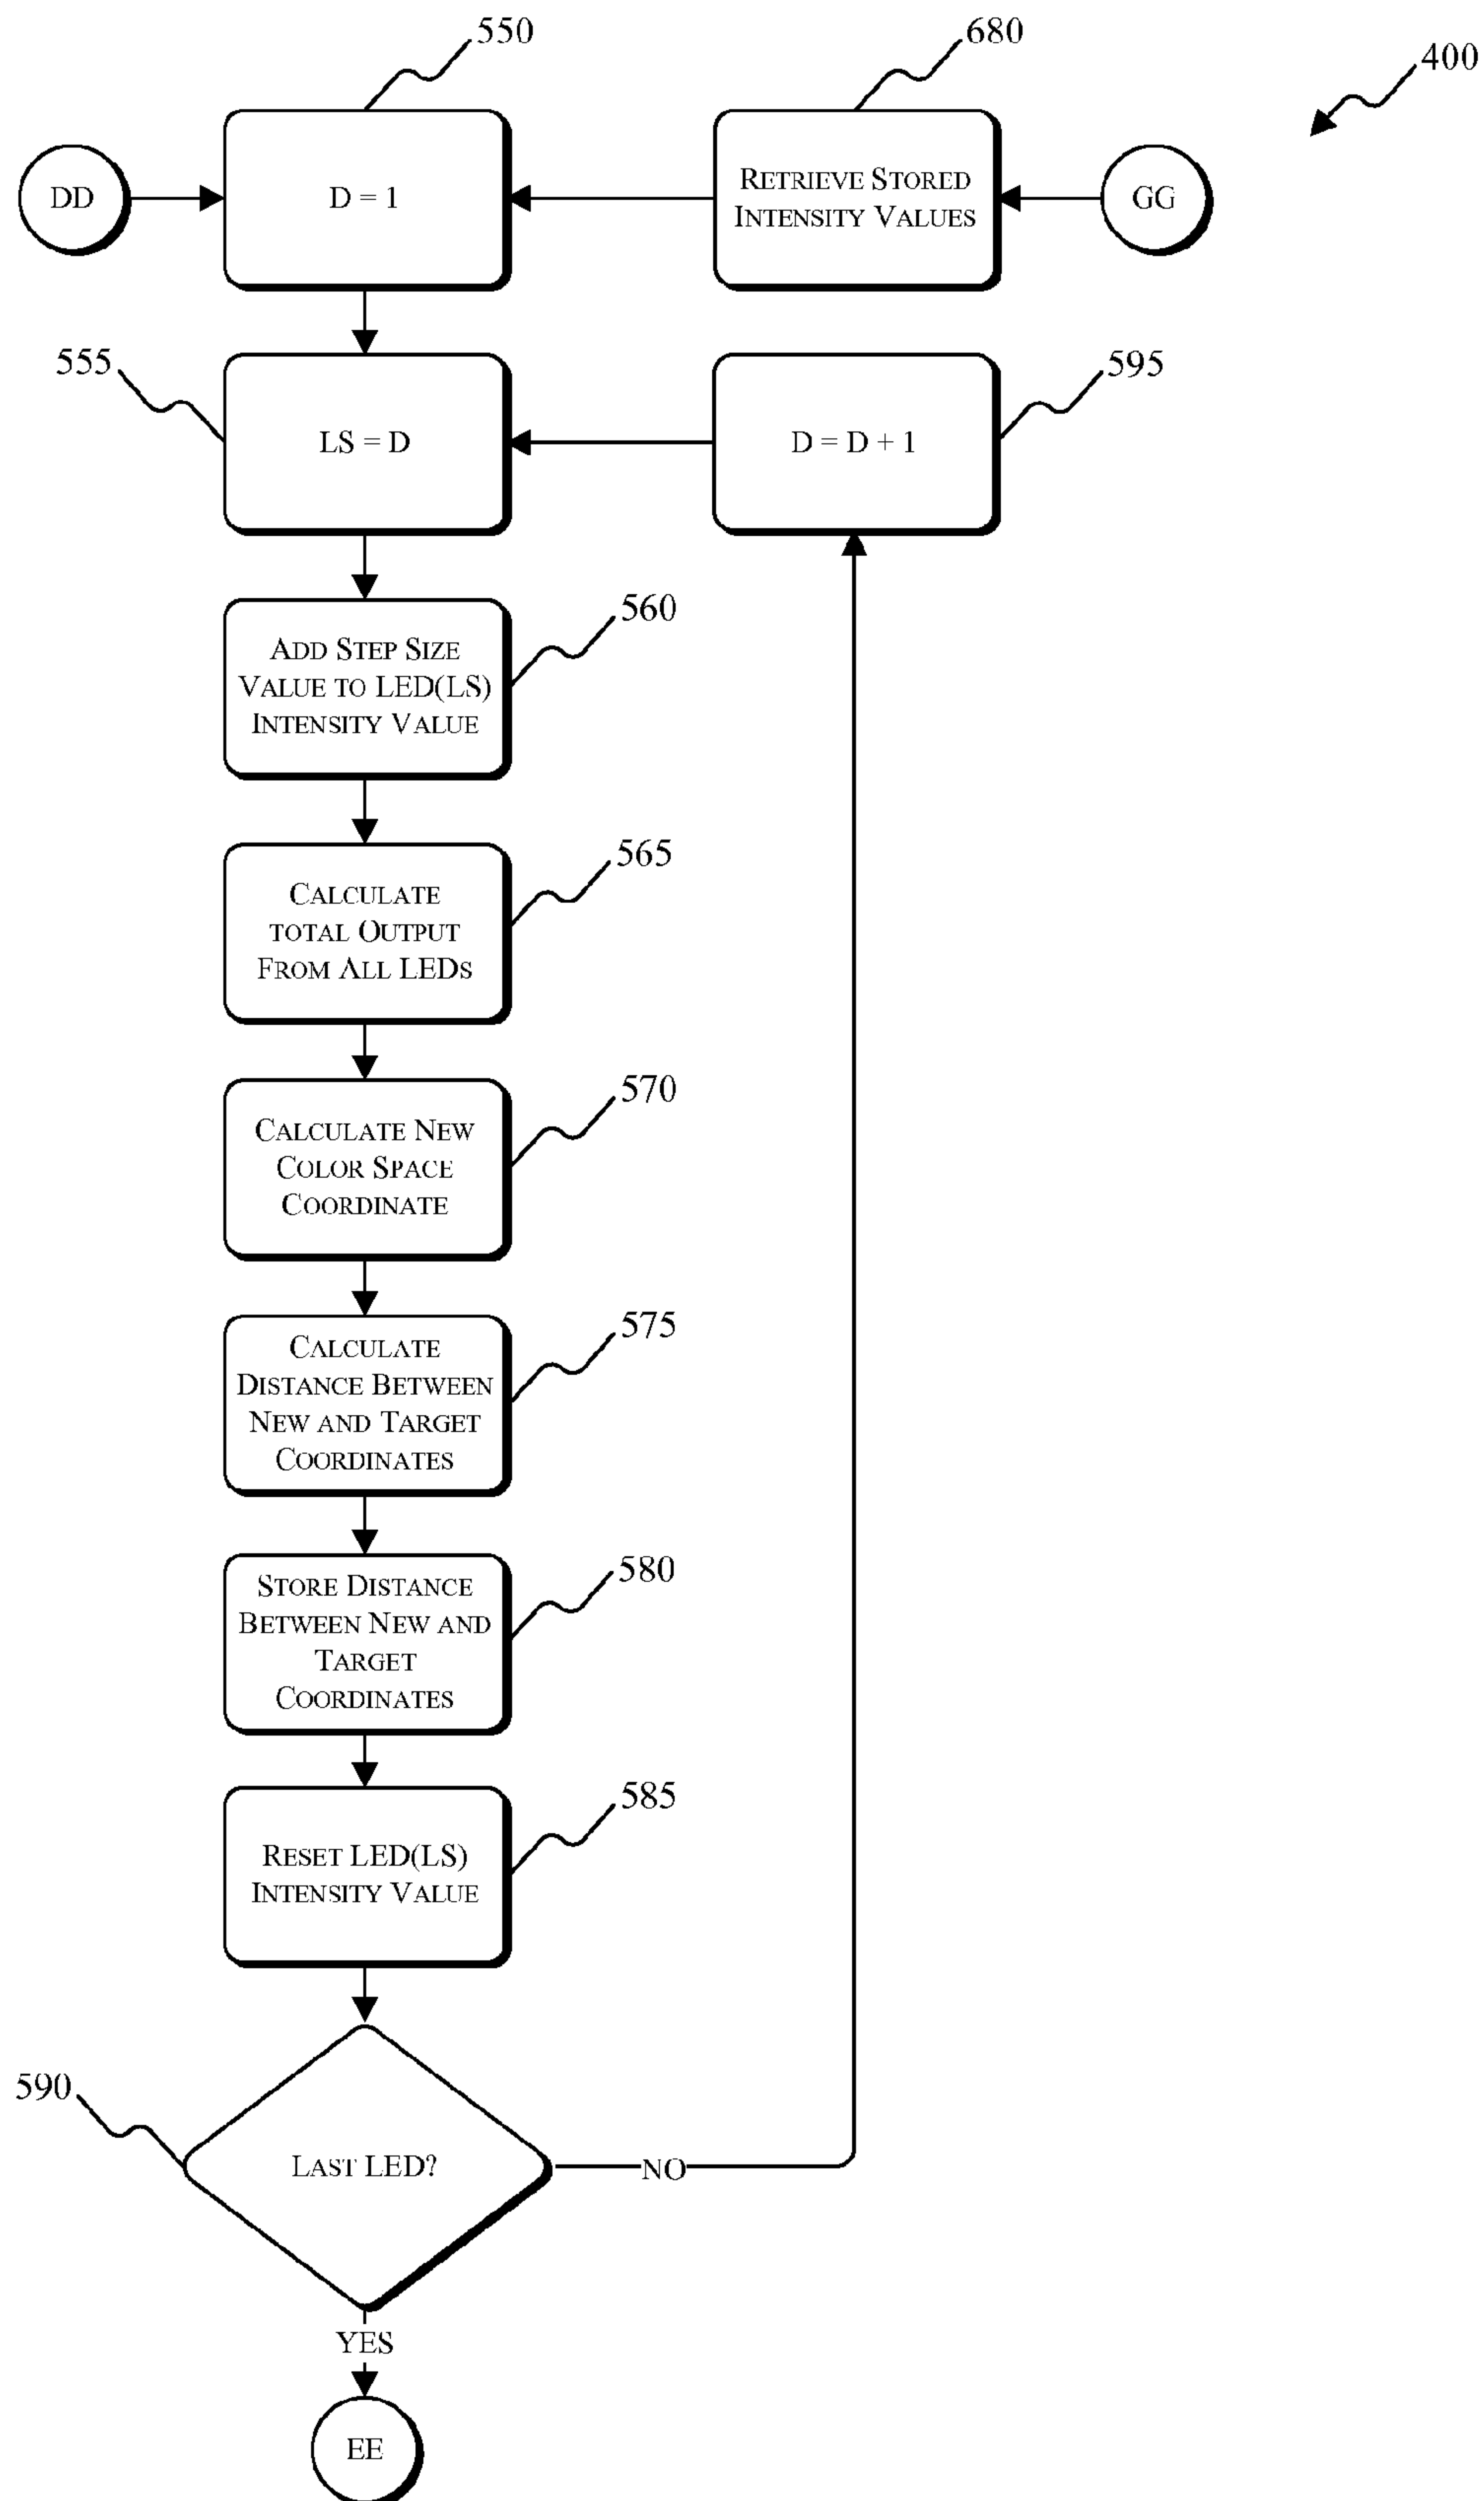 550
680
400
DD
D = 1
RETRIEVE STORED
INTENSITY VALUES
GG
555
LS = D
D = D + 1
595
ADD STEP SIZE
VALUE TO LED(LS)
INTENSITY VALUE
560
CALCULATE
TOTAL OUTPUT
FROM ALL LEDS
565
CALCULATE NEW
COLOR SPACE
COORDINATE
570
CALCULATE
DISTANCE BETWEEN
NEW AND TARGET
COORDINATES
575
STORE DISTANCE
BETWEEN NEW AND
TARGET
COORDINATES
580
RESET LED(LS)
INTENSITY VALUE
585
590
LAST LED?
NO
YES
EE